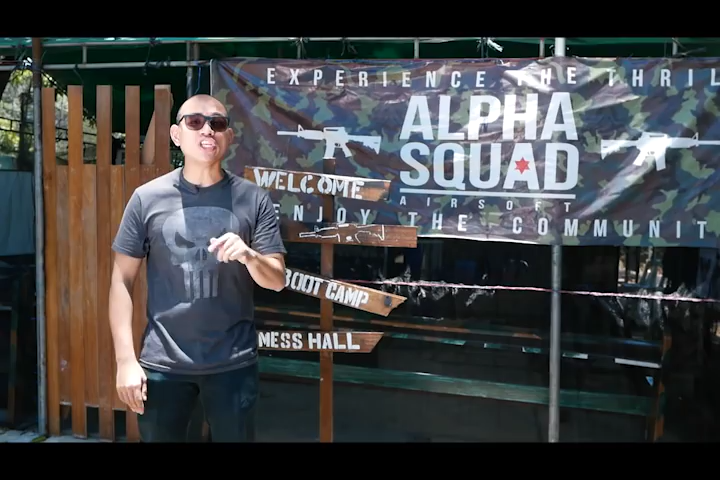 EXPERIENCE THE THRIL
ALPHA
SQUAD
AIRSOFT
ENJOY THE COMMUNIT
WELCOME
BOOT CAMP
MESS HALL